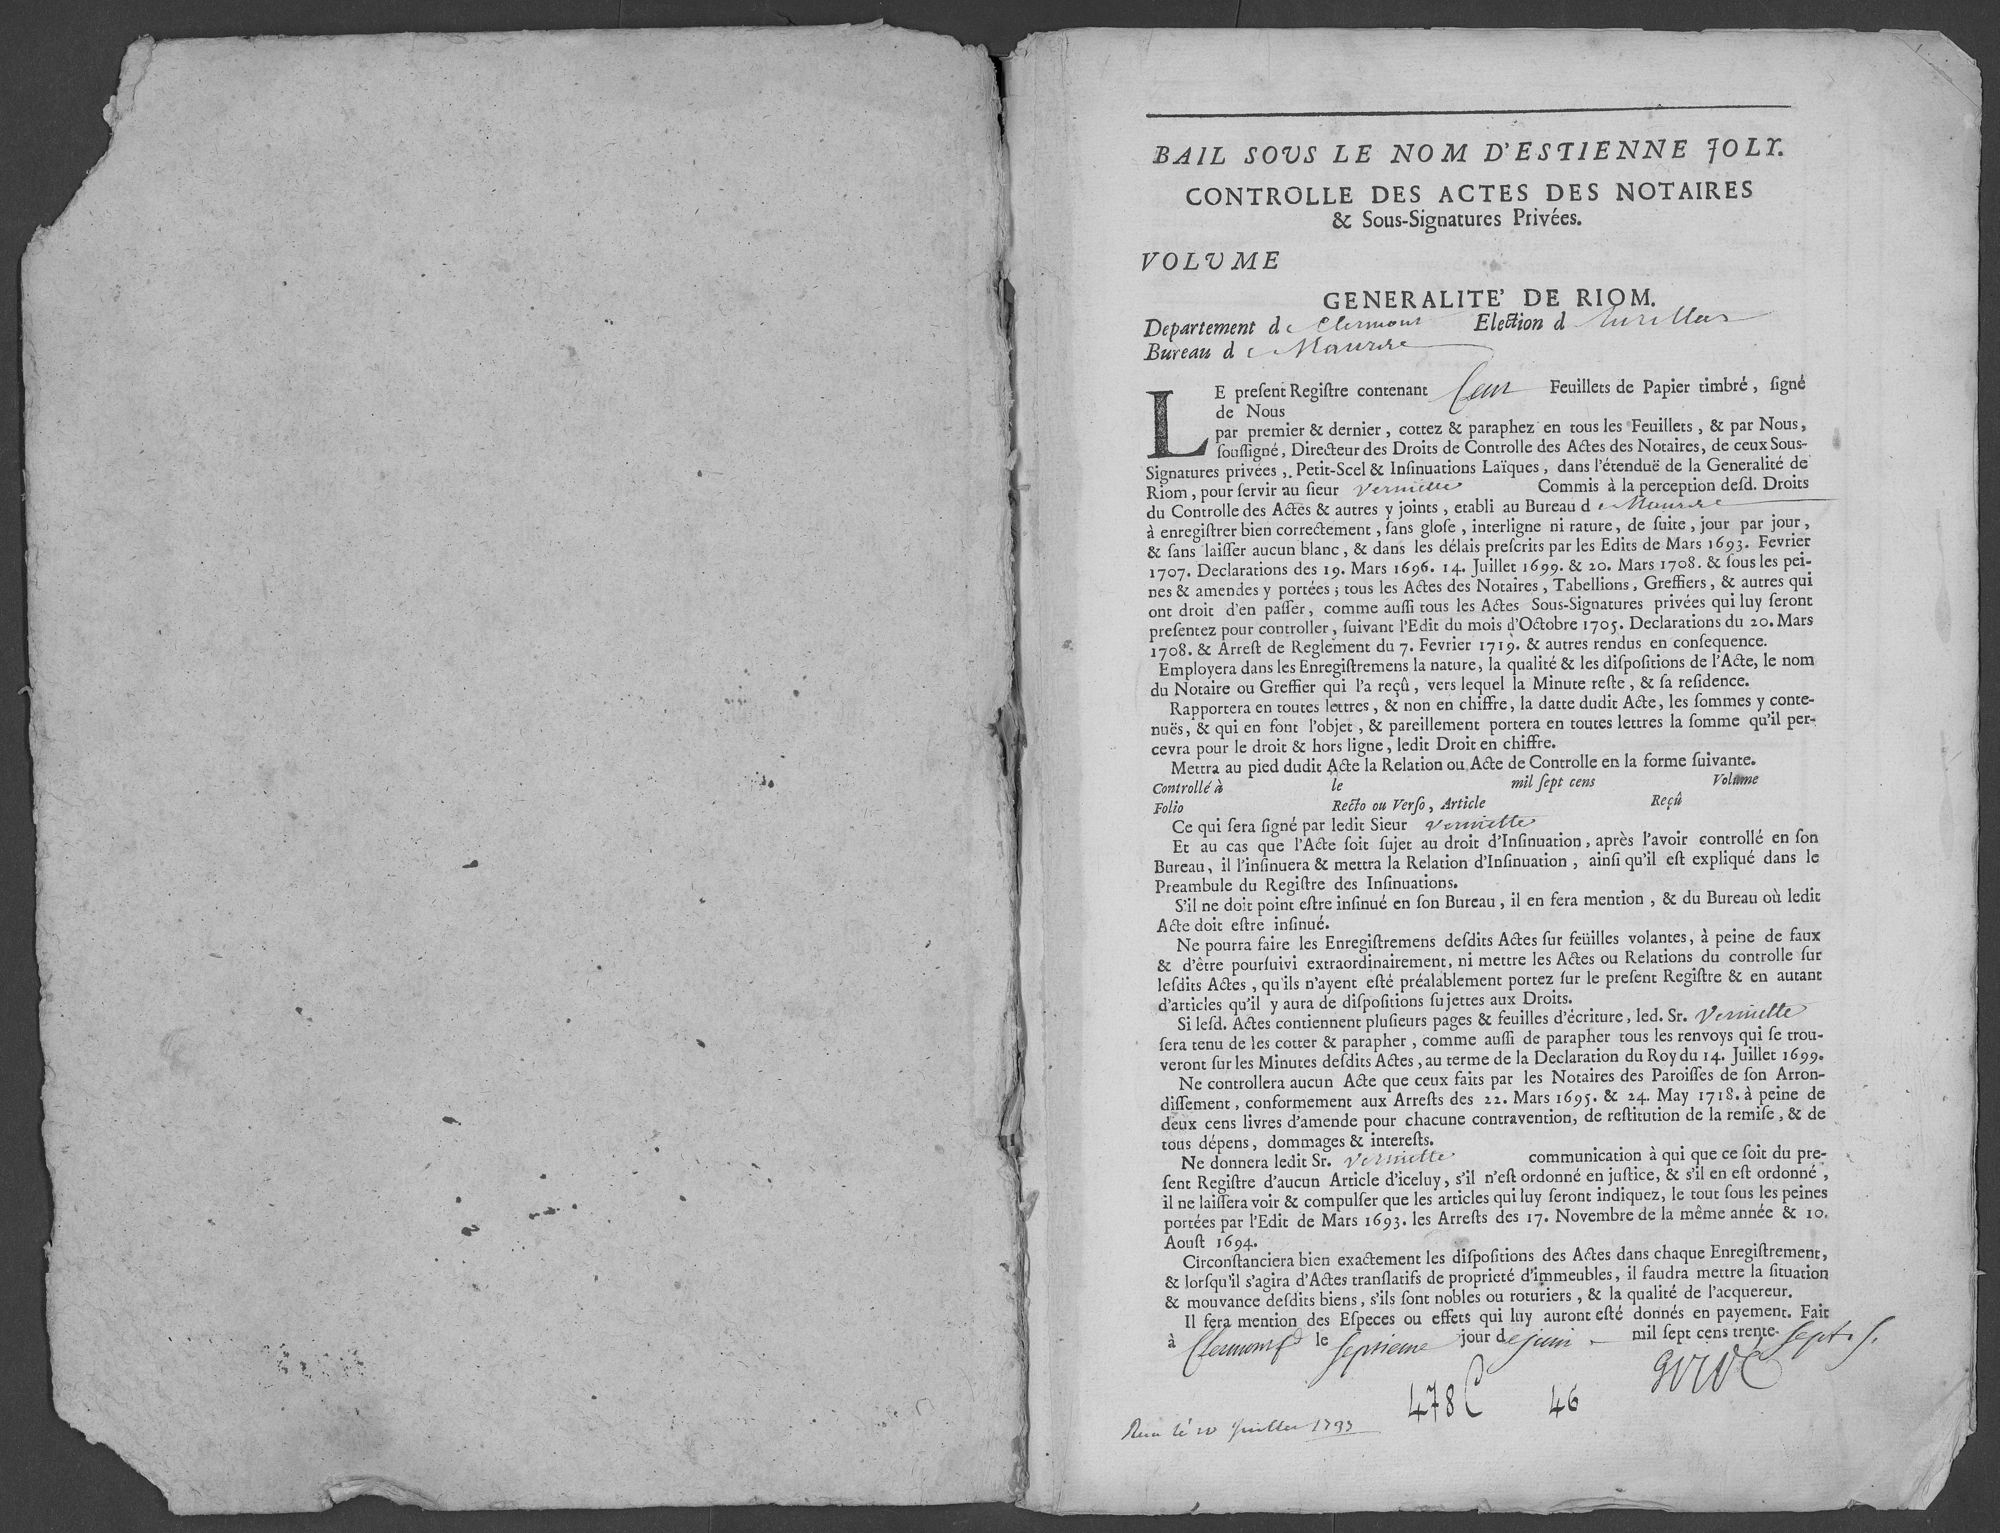 BAIL SOUS LE NOM D'ESTIENNE JOLY.
CONTROLLE DES ACTES DES NOTAIRES
& Sous-Signatures Privées.
VOLUME
GENERALITE' DE RIOM.
Departement de Clermont Election d'Aurillac
Bureau de Maurre
LE preſent Regiſtre contenant Cent Feuillets de Papier timbré, ſigné
de Nous
par premier & dernier, cottez & paraphez en tous les Feuillets, & par Nous,
ſouſſigné, Directeur des Droits de Controlle des Actes des Notaires, de ceux Sous-
Signatures privées, Petit-Scel & Inſinuations Laïques, dans l'étenduë de la Generalité de
Riom, pour ſervir au ſieur Verniette Commis à la perception deſd. Droits
du Controlle des Actes & autres y joints, etabli au Bureau de Maurre
à enregiſtrer bien correctement, ſans gloſe, interligne ni rature, de ſuite, jour par jour,
& ſans laiſſer aucun blanc, & dans les délais preſcrits par les Edits de Mars 1693. Fevrier
1707. Declarations des 19. Mars 1696. 14. Juillet 1699. & 20. Mars 1708. & ſous les pei-
nes & amendes y portées; tous les Actes des Notaires, Tabellions, Greffiers, & autres qui
ont droit d'en paſſer, comme auſſi tous les Actes Sous-Signatures privées qui luy ſeront
preſentez pour controller, ſuivant l'Edit du mois d'Octobre 1705. Declarations du 20. Mars
1708. & Arreſt de Reglement du 7. Fevrier 1719. & autres rendus en conſequence.
Employera dans les Enregiſtremens la nature, la qualité & les diſpoſitions de l'Acte, le nom
du Notaire ou Greffier qui l'a reçû, vers lequel la Minute reſte, & ſa reſidence.
Rapportera en toutes lettres, & non en chiffre, la datte dudit Acte, les ſommes y conte-
nuës, & qui en font l'objet, & pareillement portera en toutes lettres la ſomme qu'il per-
cevra pour le droit & hors ligne, ledit Droit en chiffre.
Mettra au pied dudit Acte la Relation ou Acte de Controlle en la forme ſuivante.
Controllé à le mil ſept cens Volume
Folio Recto ou Verſo, Article Reçû
Ce qui ſera ſigné par ledit Sieur Verniette
Et au cas que l'Acte ſoit ſujet au droit d'Inſinuation, après l'avoir controllé en ſon
Bureau, il l'inſinuera & mettra la Relation d'Inſinuation, ainſi qu'il eſt expliqué dans le
Preambule du Regiſtre des Inſinuations.
S'il ne doit point eſtre inſinué en ſon Bureau, il en fera mention, & du Bureau où ledit
Acte doit eſtre inſinué.
Ne pourra faire les Enregiſtremens deſdits Actes ſur feüilles volantes, à peine de faux
& d'être pourſuivi extraordinairement, ni mettre les Actes ou Relations du controlle ſur
leſdits Actes, qu'ils n'ayent eſté préalablement portez ſur le preſent Regiſtre & en autant
d'articles qu'il y aura de diſpoſitions ſujettes aux Droits.
Si leſd. Actes contiennent pluſieurs pages & feuilles d'écriture, led. Sr. Verniette
ſera tenu de les cotter & parapher, comme auſſi de parapher tous les renvoys qui ſe trou-
veront ſur les Minutes deſdits Actes, au terme de la Declaration du Roy du 14. Juillet 1699.
Ne controllera aucun Acte que ceux faits par les Notaires des Paroiſſes de ſon Arron-
diſſement, conformement aux Arreſts des 22. Mars 1695. & 24. May 1718. à peine de
deux cens livres d'amende pour chacune contravention, de reſtitution de la remiſe, & de
tous dépens, dommages & intereſts.
Ne donnera ledit Sr. Verniette communication à qui que ce ſoit du pre-
ſent Regiſtre d'aucun Article d'iceluy, s'il n'eſt ordonné en juſtice, & s'il en eſt ordonné,
il ne laiſſera voir & compulſer que les articles qui luy ſeront indiquez, le tout ſous les peines
portées par l'Edit de Mars 1693. les Arreſts des 17. Novembre de la même année & 10.
Aouſt 1694.
Circonſtanciera bien exactement les diſpoſitions des Actes dans chaque Enregiſtrement,
& lorſqu'il s'agira d'Actes tranſlatifs de proprieté d'immeubles, il faudra mettre la ſituation
& mouvance deſdits biens, s'ils ſont nobles ou roturiers, & la qualité de l'acquereur.
Il fera mention des Eſpeces ou effets qui luy auront eſté donnés en payement. Fait
à Clermont le ſeptieme jour de juin mil ſept cens trente-ſept
478 46
le 10 Juillet